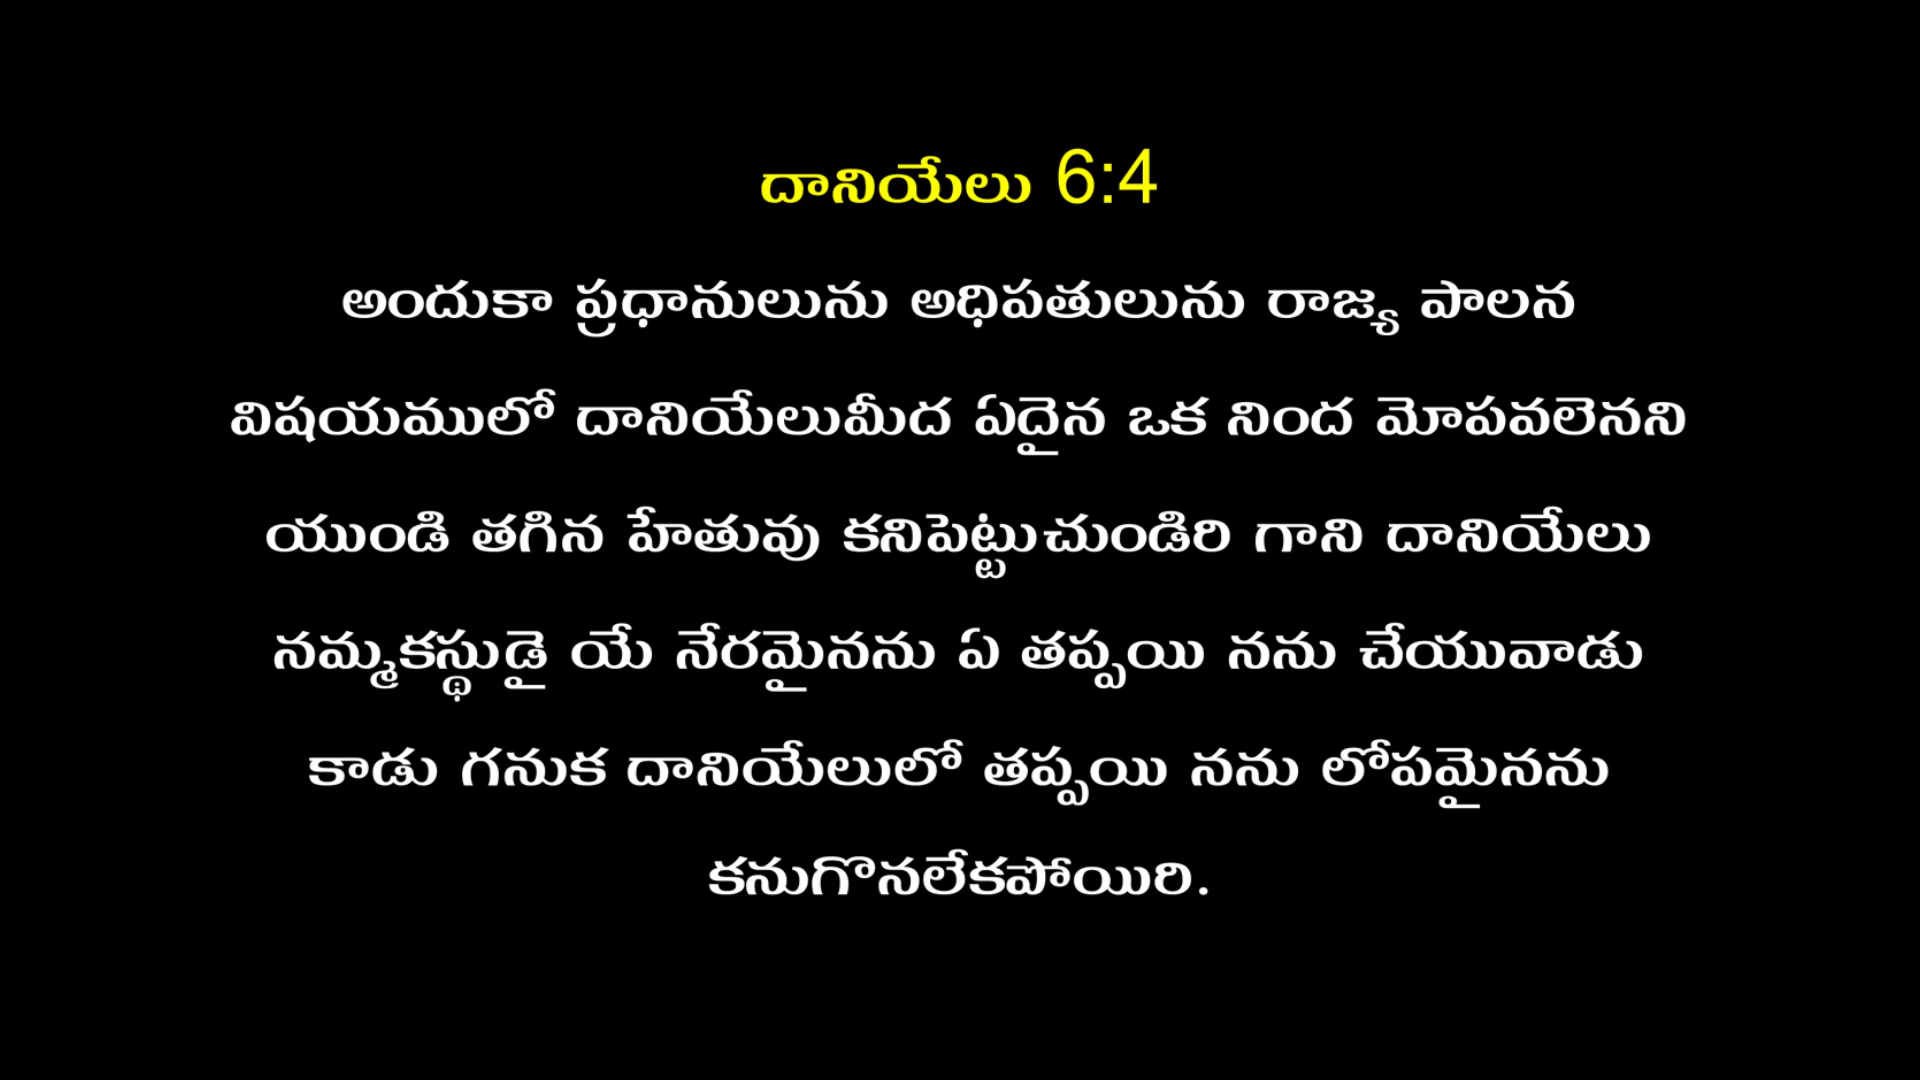 దానియేలు 6:4
అందుకా ప్రధానులును అధిపతులును రాజ్య పాలన
విషయములో దానియేలుమీద ఏదైన ఒక నింద మోపవలెనని
యుండి తగిన హేతువు కనిపెట్టుచుండిరి గాని దానియేలు
నమ్మకస్థుడై యే నేరమైనను ఏ తప్పయి నను చేయువాడు
కాడు గనుక దానియేలులో తప్పయి నను లోపమైనను
కనుగొనలేకపోయిరి.